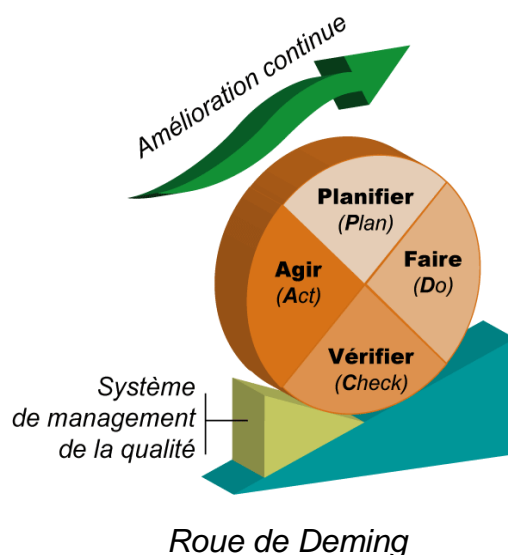 Amélioration continue
Planifier
(Plan)
Faire
(Do)
Vérifier
(Check)
Agir
(Act)
Système
de management
de la qualité
Roue de Deming